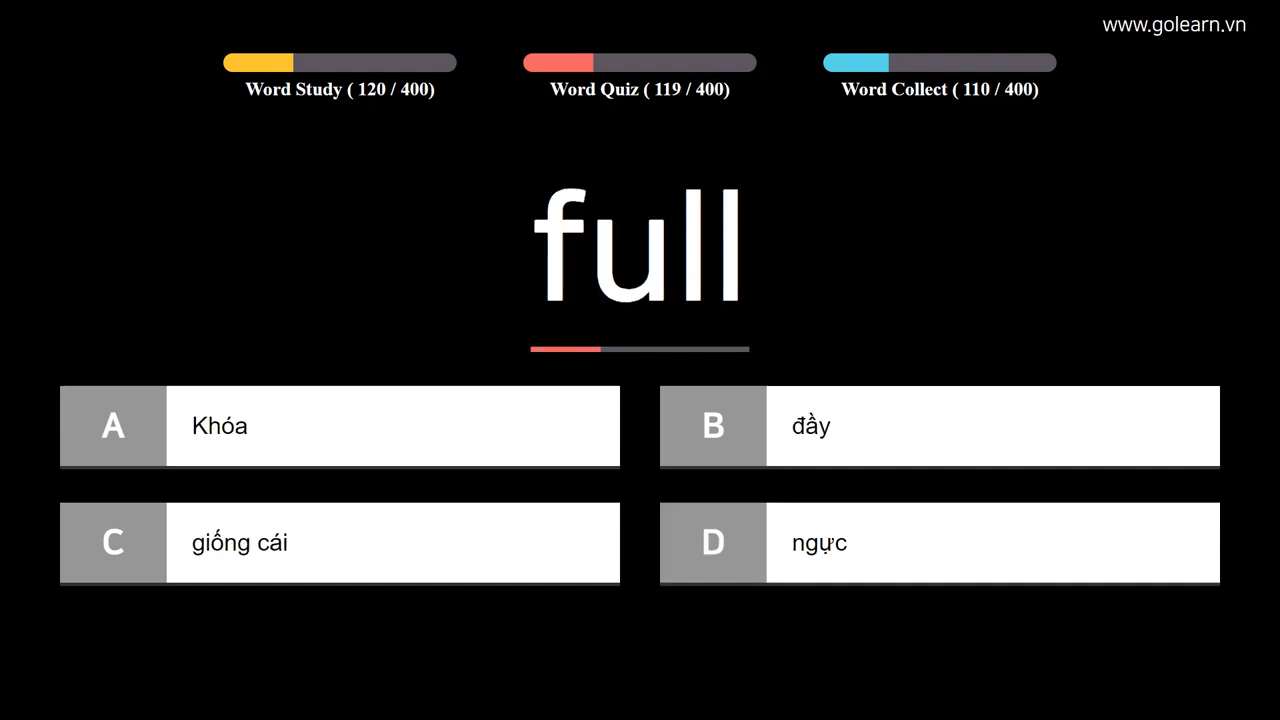 www.golearn.vn
Word Study ( 120 / 400)
Word Quiz ( 119 / 400)
Word Collect ( 110 / 400)
full
A Khóa
B đầy
C giống cái
D ngực